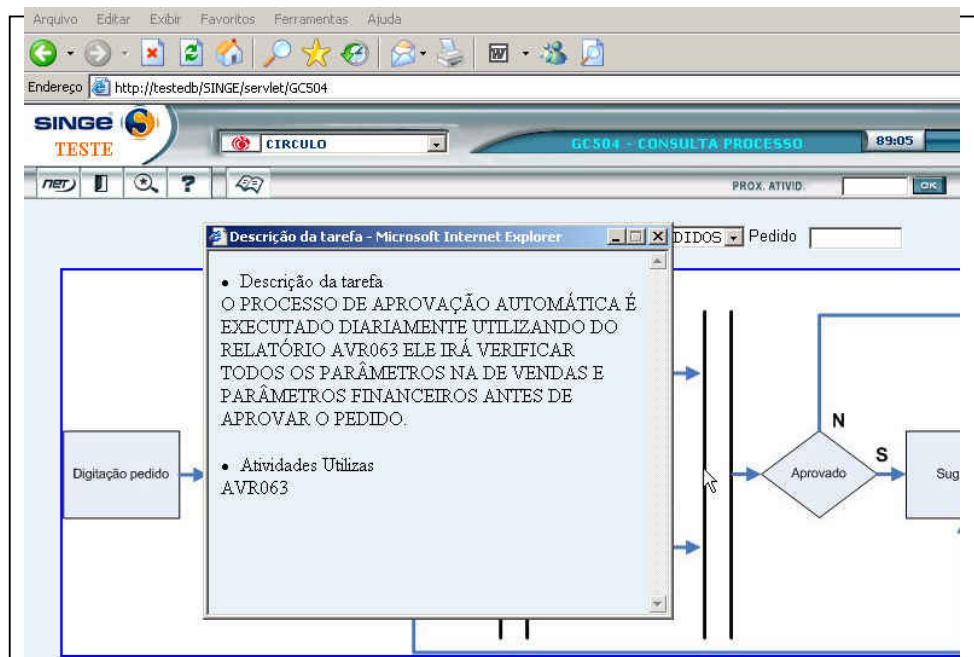 Arquivo Editar Exibir Favoritos Ferramentas Ajuda
Endereço http://testedb/SINGE/servlet/GC504
SINGE
TESTE
CIRCULO
GC504 - CONSULTA PROCESSO
89:05
net
?
PROX. ATIVID.
OK
Descrição da tarefa - Microsoft Internet Explorer
DIDOS Pedido
• Descrição da tarefa
O PROCESSO DE APROVAÇÃO AUTOMÁTICA É
EXECUTADO DIARIAMENTE UTILIZANDO DO
RELATÓRIO AVR063 ELE IRÁ VERIFICAR
TODOS OS PARÂMETROS NA DE VENDAS E
PARÂMETROS FINANCEIROS ANTES DE
APROVAR O PEDIDO.
• Atividades Utilizas
AVR063
Digitação pedido
N
Aprovado
S
Sug